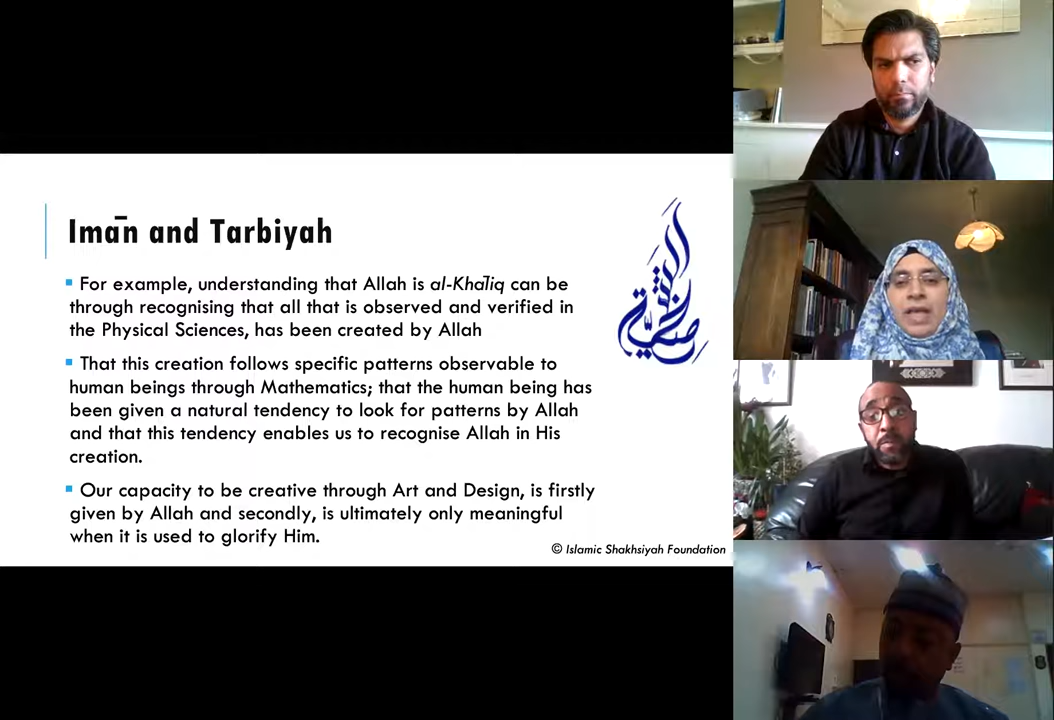 Imān and Tarbiyah
▪ For example, understanding that Allah is al-Khāliq can be
through recognising that all that is observed and verified in
the Physical Sciences, has been created by Allah
▪ That this creation follows specific patterns observable to
human beings through Mathematics; that the human being has
been given a natural tendency to look for patterns by Allah
and that this tendency enables us to recognise Allah in His
creation.
▪ Our capacity to be creative through Art and Design, is firstly
given by Allah and secondly, is ultimately only meaningful
when it is used to glorify Him.
© Islamic Shakhsiyah Foundation